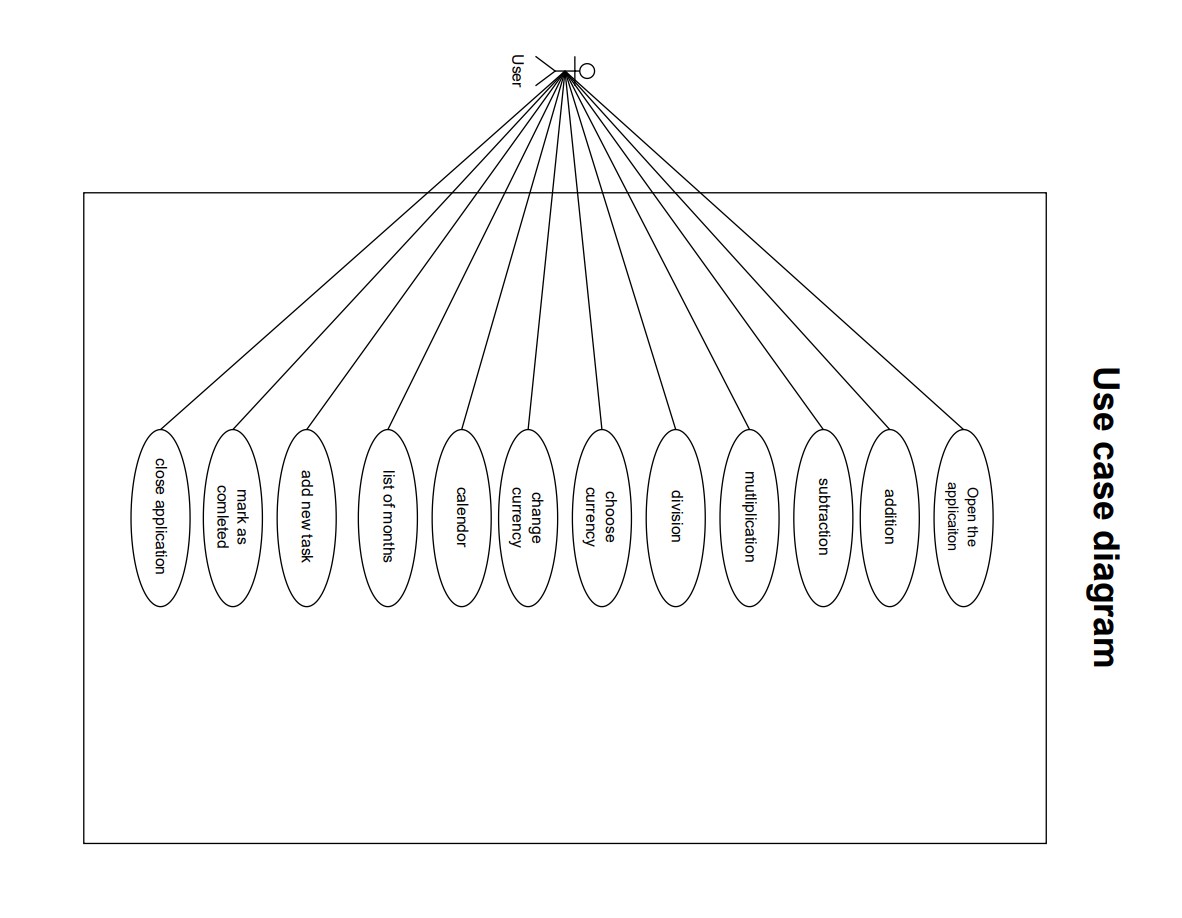 Use case diagram
Open the
applicaiton
addition
subtraction
mutliplication
division
choose
currency
change
currency
User
calendor
list of months
add new task
mark as
comleted
close application